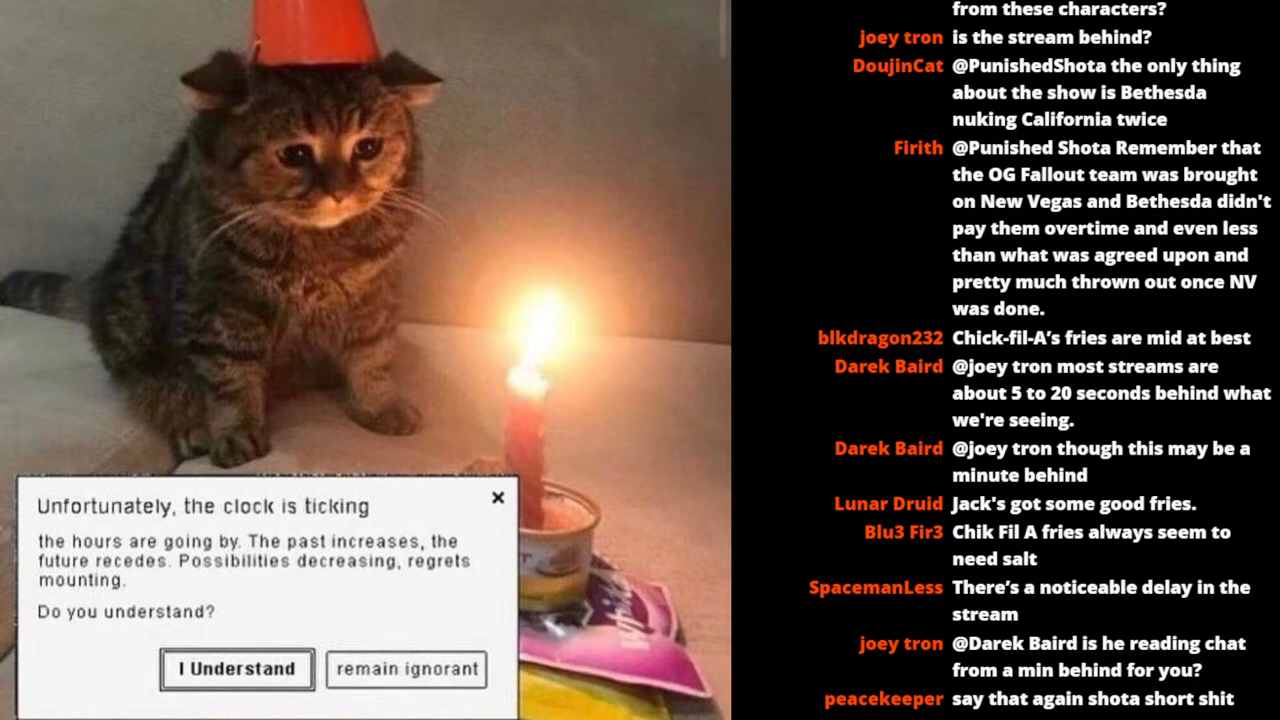 Unfortunately, the clock is ticking
the hours are going by. The past increases, the
future recedes. Possibilities decreasing, regrets
mounting.
Do you understand?
I Understand
remain ignorant
from these characters?
joey tron is the stream behind?
DoujinCat @PunishedShota the only thing
about the show is Bethesda
nuking California twice
Firith @Punished Shota Remember that
the OG Fallout team was brought
on New Vegas and Bethesda didn't
pay them overtime and even less
than what was agreed upon and
pretty much thrown out once NV
was done.
blkdragon232 Chick-fil-A’s fries are mid at best
Darek Baird @joey tron most streams are
about 5 to 20 seconds behind what
we're seeing.
Darek Baird @joey tron though this may be a
minute behind
Lunar Druid Jack's got some good fries.
Blu3 Fir3 Chik Fil A fries always seem to
need salt
SpacemanLess There’s a noticeable delay in the
stream
joey tron @Darek Baird is he reading chat
from a min behind for you?
peacekeeper say that again shota short shit